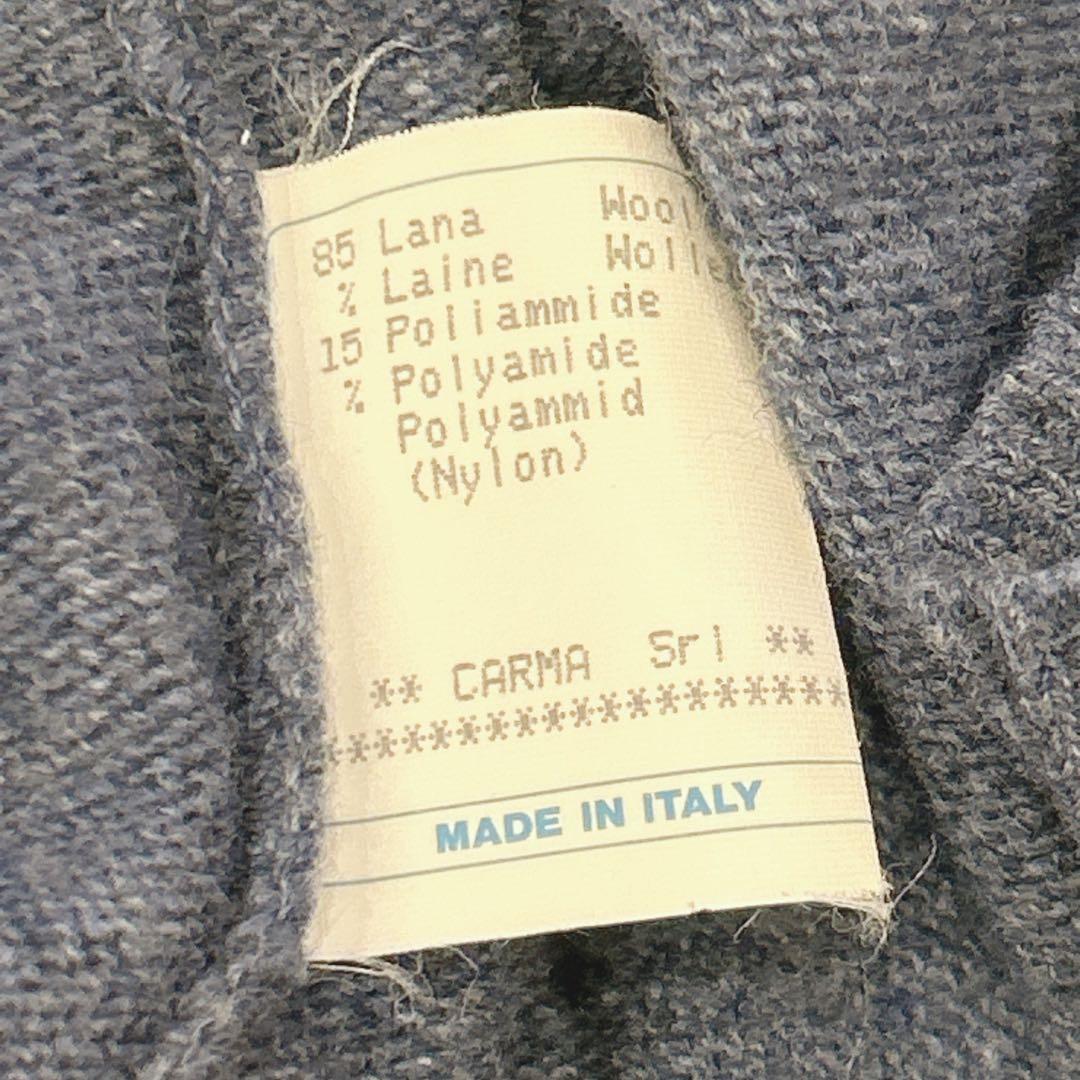 85 Lana Wool
% Laine Wolle
15 Poliammide
% Polyamide
Polyammid
(Nylon)
** CARMA Srl **
*******************
MADE IN ITALY